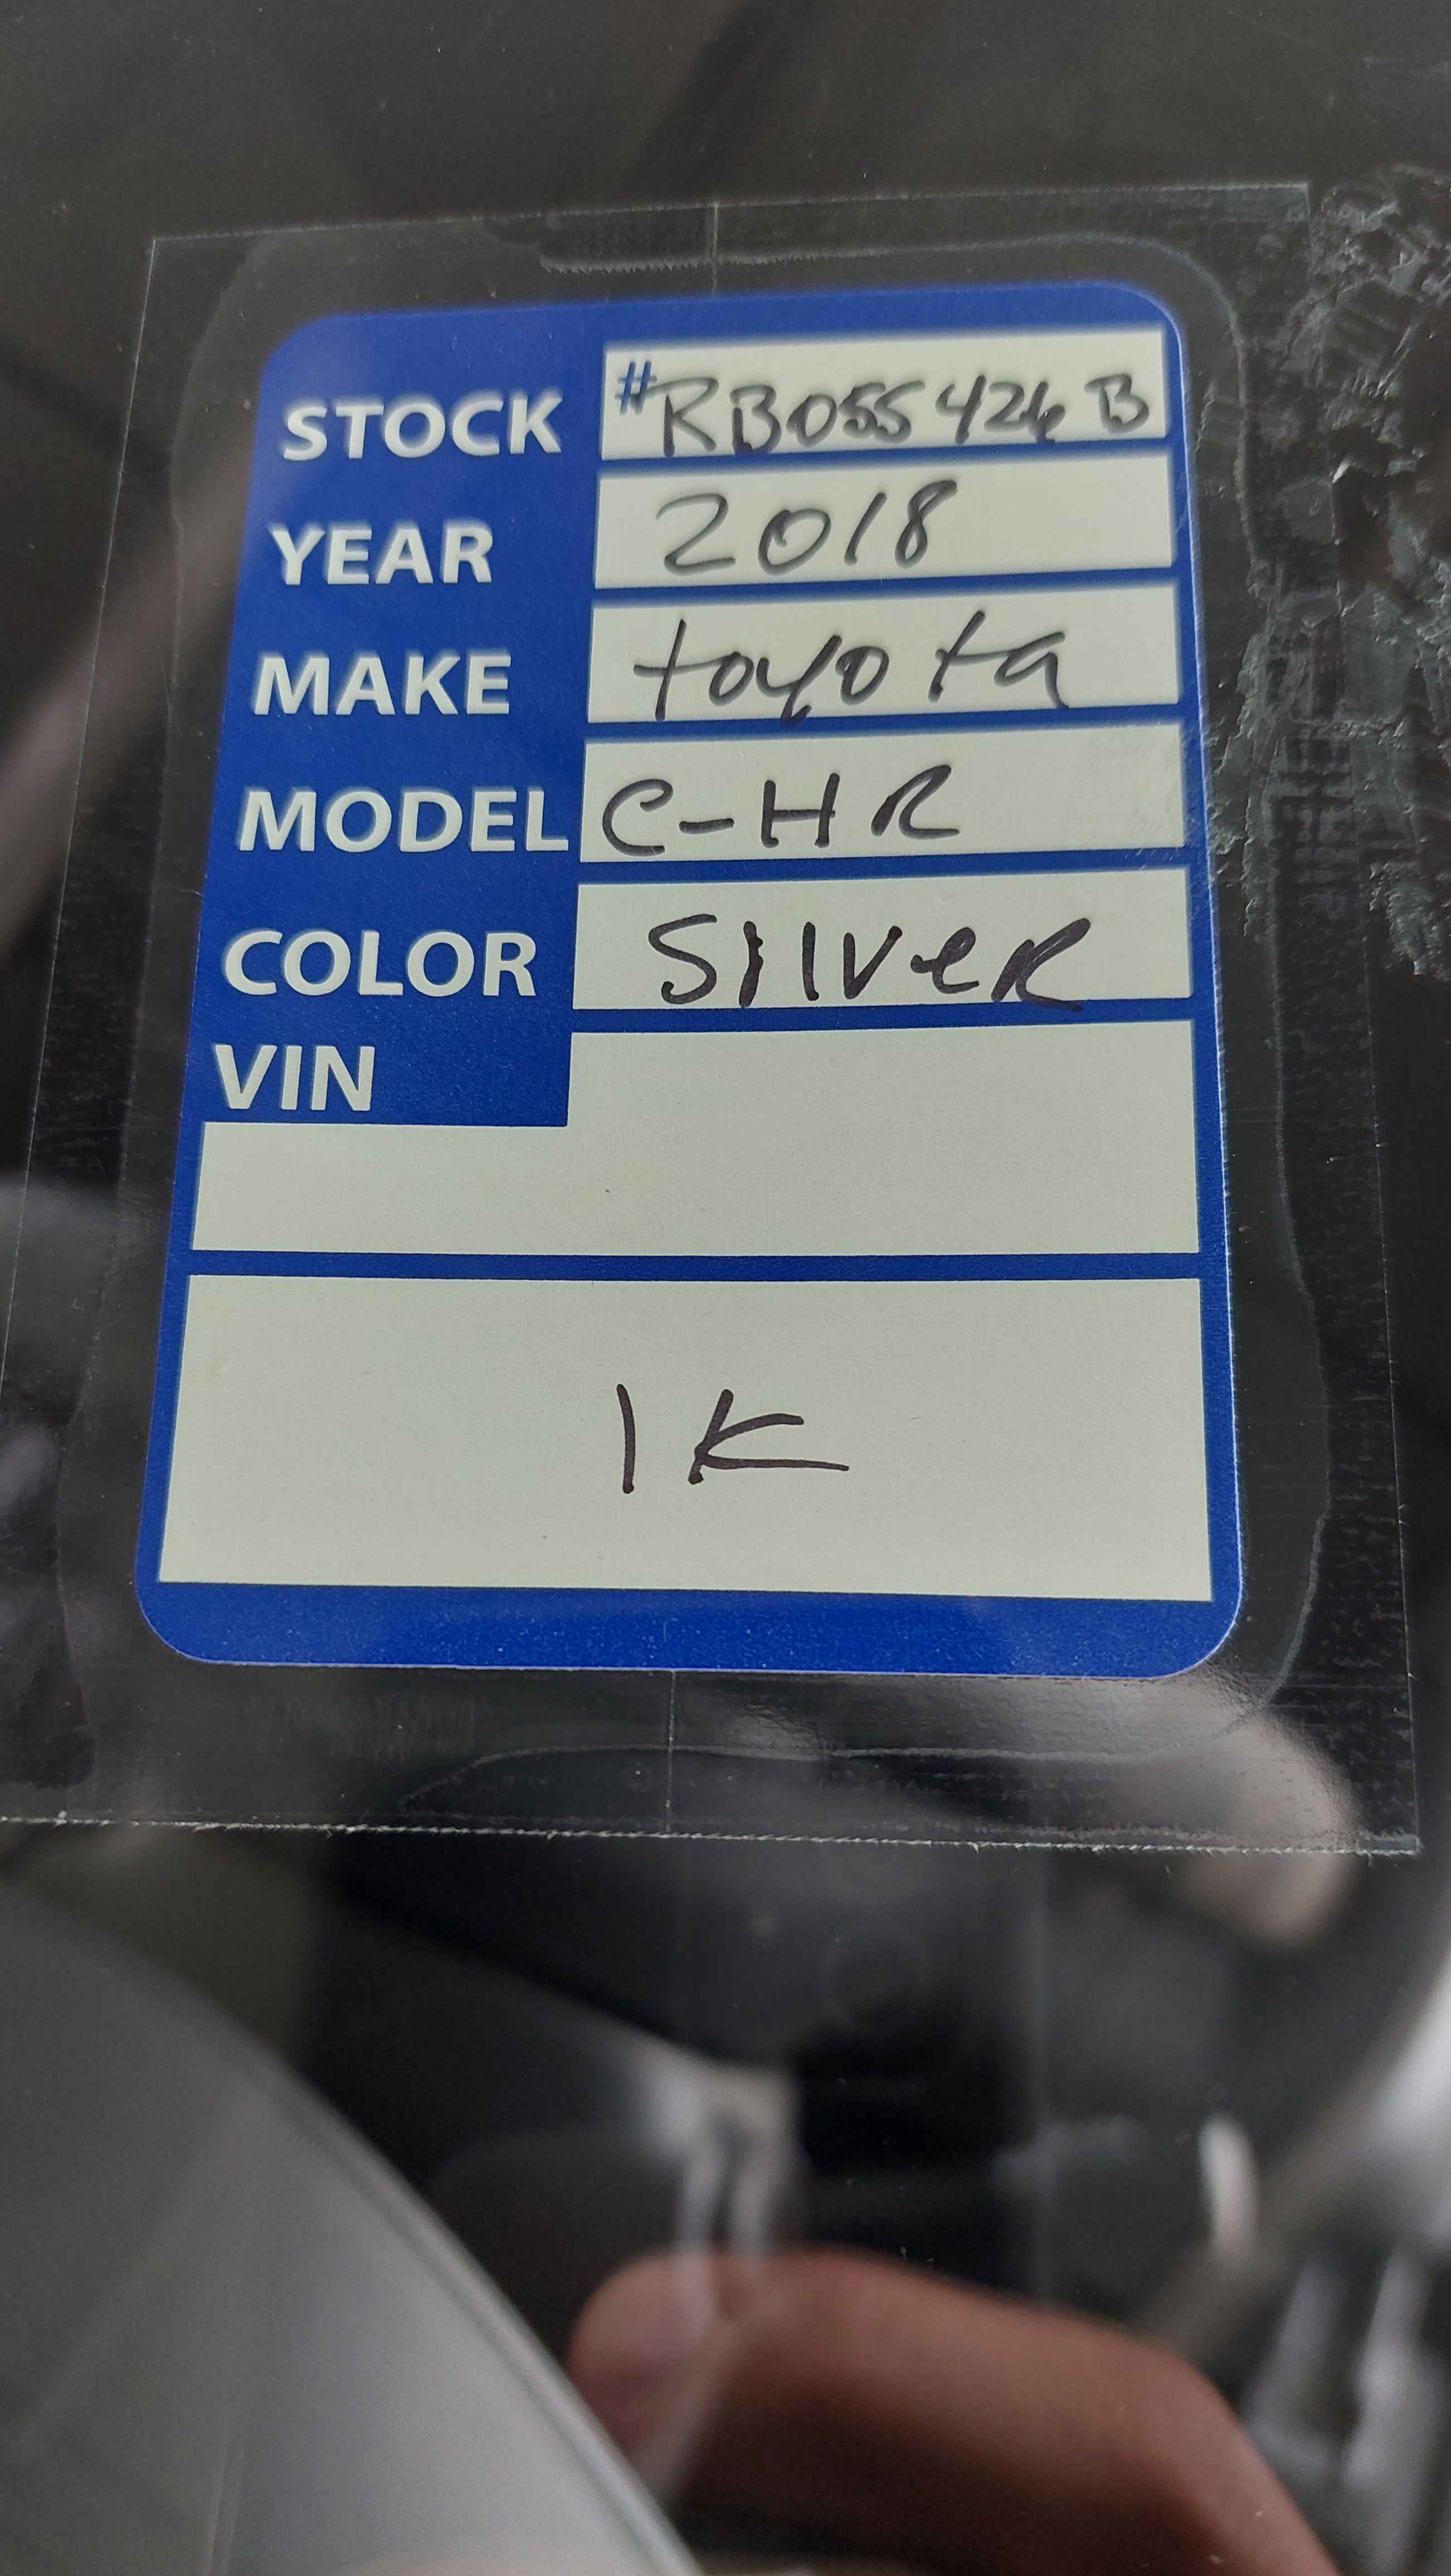 STOCK #RB055426B
YEAR 2018
MAKE toyota
MODEL C-HR
COLOR SilveR
VIN
1K